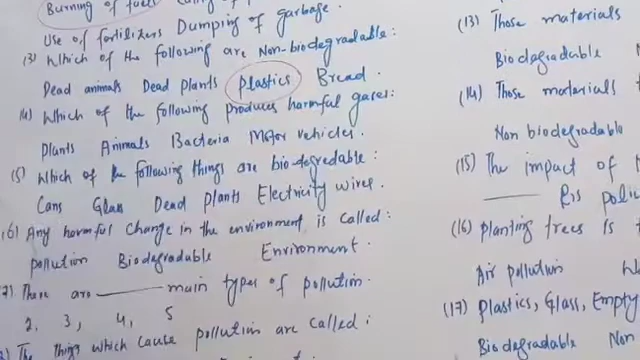 Burning of fuel
Use of fertilizers Dumping of garbage.
(3) Which of the following are Non-biodegradable:
Dead animals Dead Plants Plastics Bread.
(4) Which of the following produces harmful gases:
Plants Animals Bacteria Motor vehicles.
(5) Which of the following things are bio-degredable:
Cans Glass Dead plants Electricity wires.
(6) Any harmful change in the environment is called:
pollution Biodegradable Environment.
(7) There are ______ main types of pollution.
2, 3, 4, 5
The things which cause pollution are called:
(13) Those materials
Biodegradable
(14) Those materials
Non biodegradable
(15) The impact of
______
(16) Planting trees is
Air pollution
(17) Plastics, Glass, Empty
Biodegradable Non